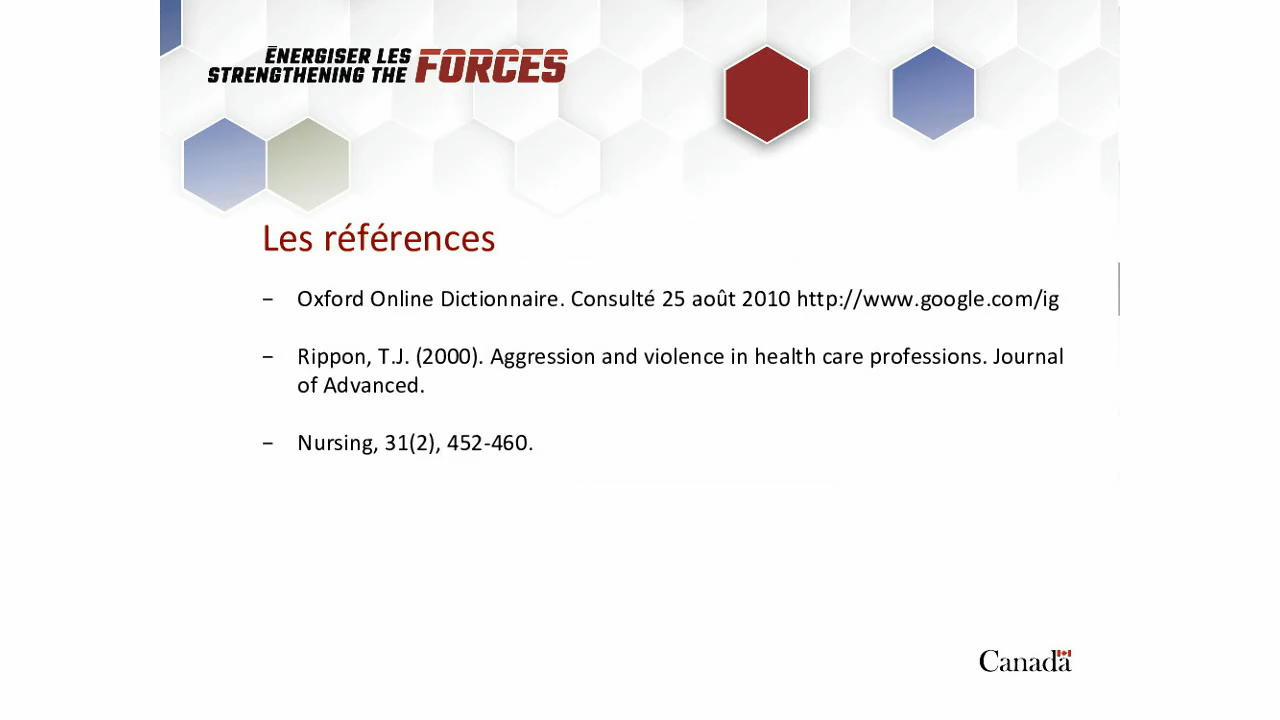 ÉNERGISER LES
STRENGTHENING THE FORCES
Les références
– Oxford Online Dictionnaire. Consulté 25 août 2010 http://www.google.com/ig
– Rippon, T.J. (2000). Aggression and violence in health care professions. Journal
of Advanced.
– Nursing, 31(2), 452-460.
Canada